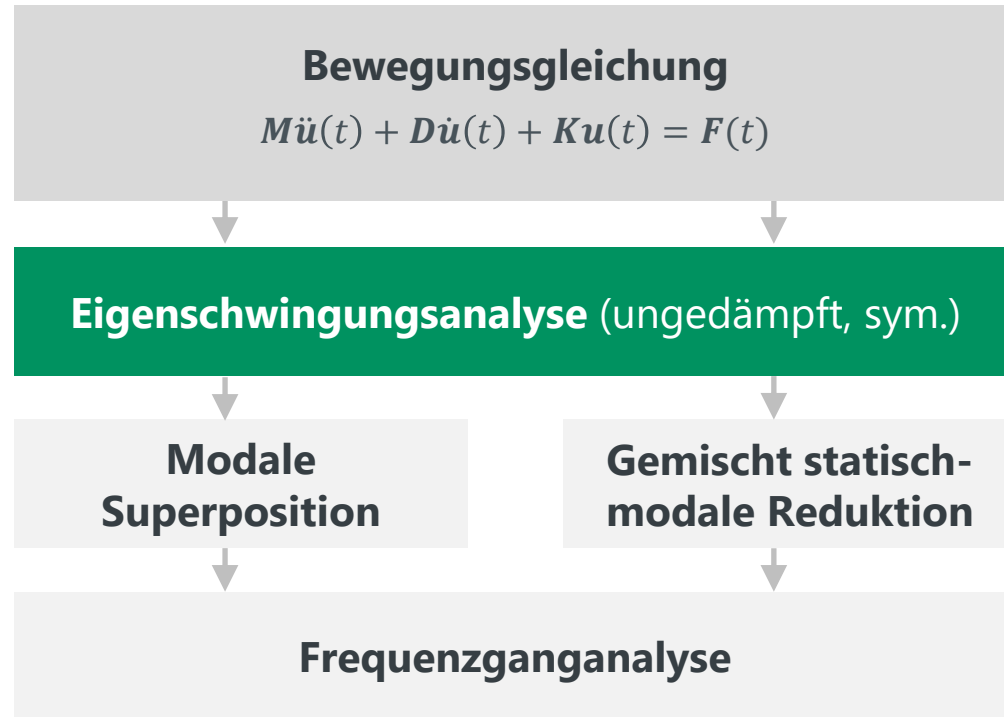 Bewegungsgleichung
Mü(t) + Du̇(t) + Ku(t) = F(t)
Eigenschwingungsanalyse (ungedämpft, sym.)
Modale
Superposition
Gemischt statisch-
modale Reduktion
Frequenzganganalyse